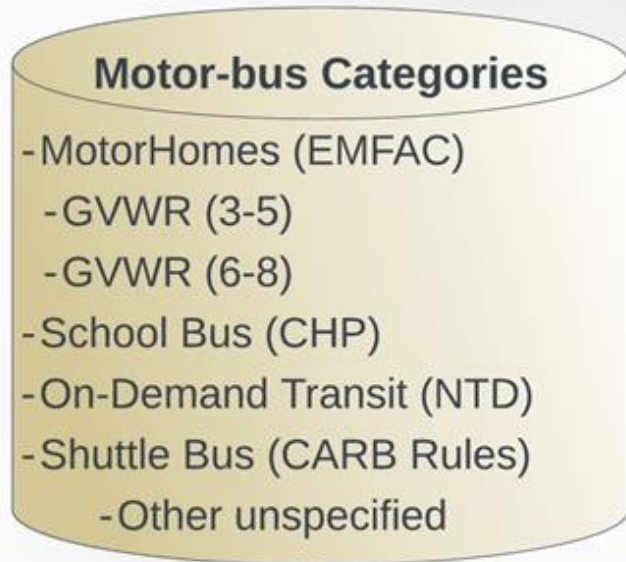 Motor-bus Categories
-MotorHomes (EMFAC)
-GVWR (3-5)
-GVWR (6-8)
-School Bus (CHP)
-On-Demand Transit (NTD)
-Shuttle Bus (CARB Rules)
-Other unspecified